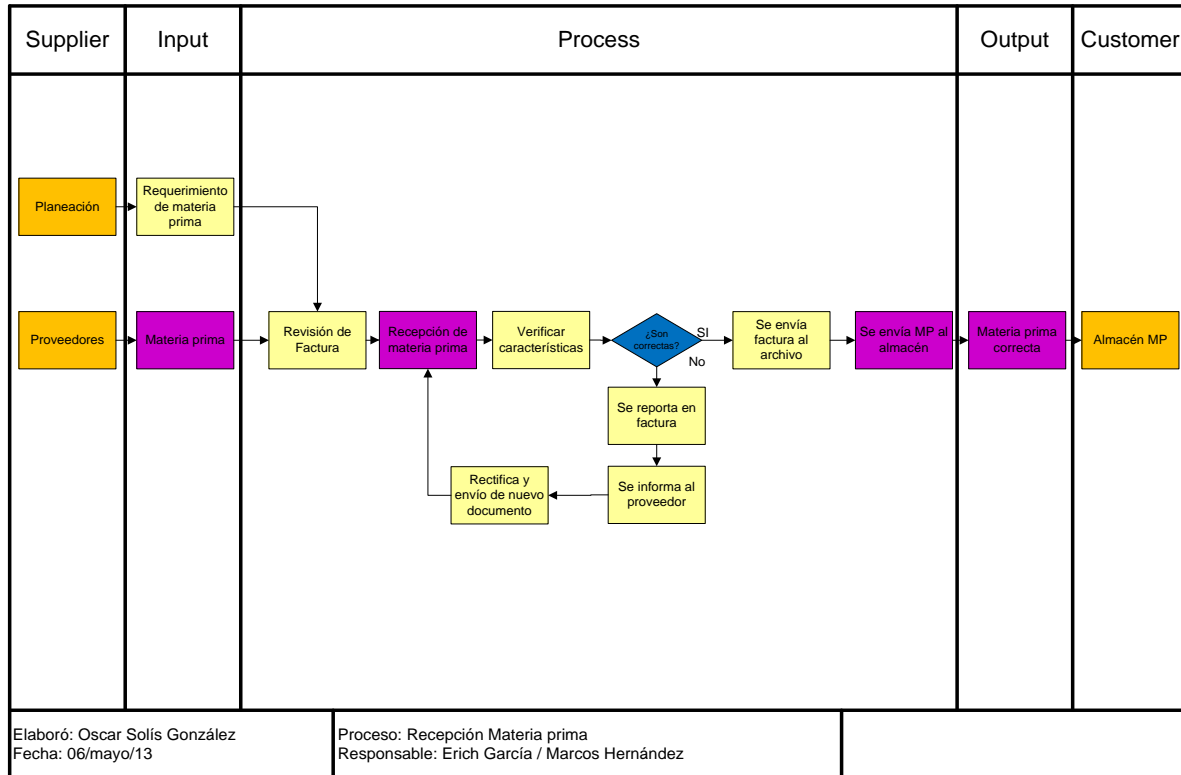 Supplier
Input
Process
Output
Customer
Planeación
Requerimiento
de materia
prima
Proveedores
Materia prima
Revisión de
Factura
Recepción de
materia prima
Verificar
características
¿Son
correctas?
SI
No
Se envía
factura al
archivo
Se envía MP al
almacén
Materia prima
correcta
Almacén MP
Se reporta en
factura
Se informa al
proveedor
Rectifica y
envío de nuevo
documento
Elaboró: Oscar Solís González
Fecha: 06/mayo/13
Proceso: Recepción Materia prima
Responsable: Erich García / Marcos Hernández